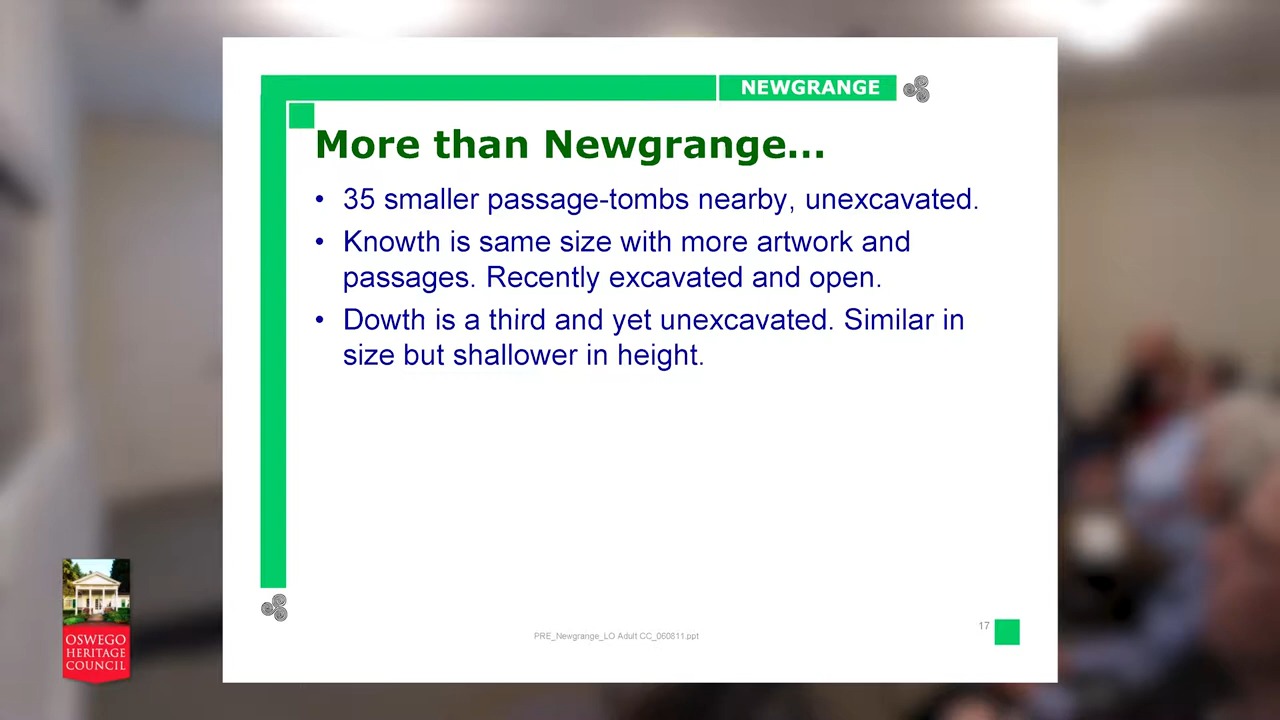 NEWGRANGE
More than Newgrange...
• 35 smaller passage-tombs nearby, unexcavated.
• Knowth is same size with more artwork and
passages. Recently excavated and open.
• Dowth is a third and yet unexcavated. Similar in
size but shallower in height.
PRE_Newgrange_LO Adult CC_060811.ppt
17
OSWEGO
HERITAGE
COUNCIL